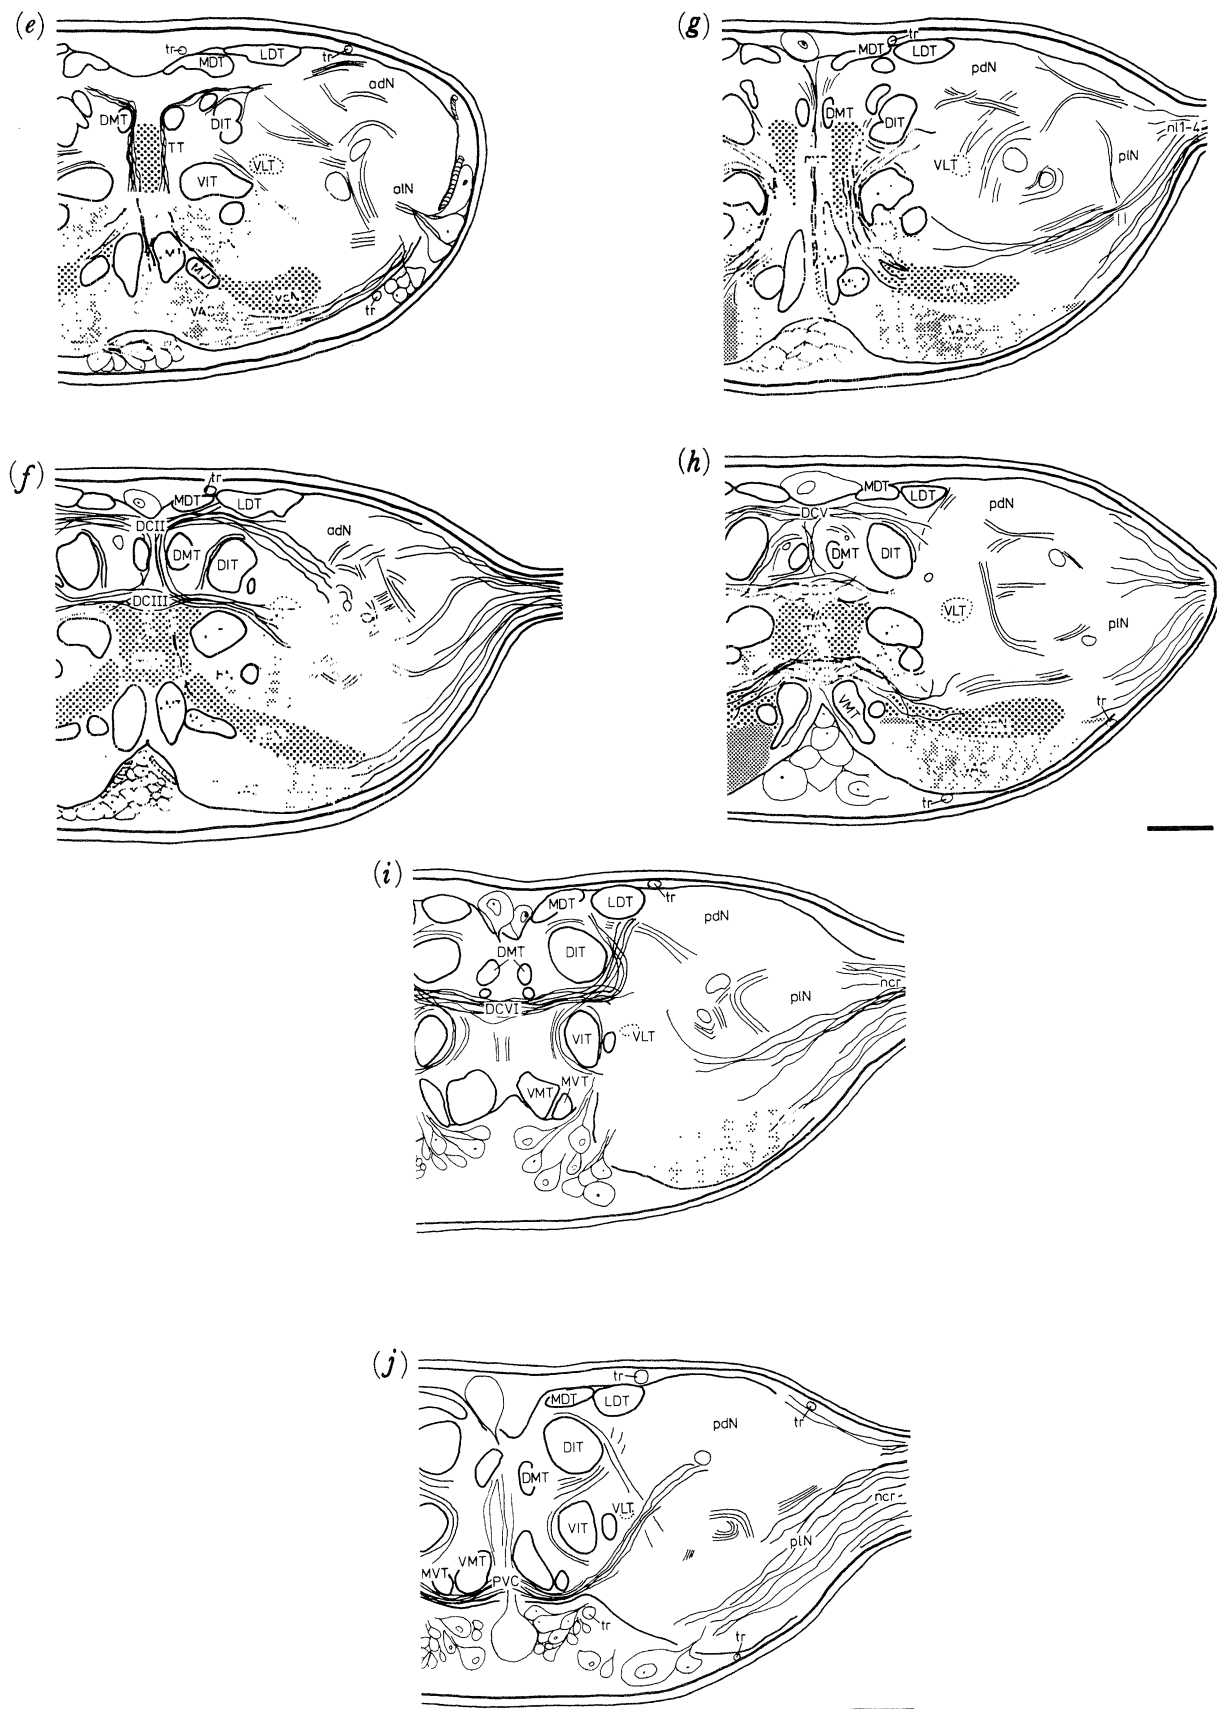 (e)
tr
MDT
LDT
tr
adN
DMT
DIT
TT
VLT
VIT
alN
MVT
vcN
VAC
tr
(g)
tr
MDT
LDT
pdN
DMT
DIT
nl1-4
VLT
plN
VAC
(f)
tr
MDT
LDT
DCII
adN
DMT
DIT
DCIII
(h)
MDT
LDT
pdN
DCV
DMT
DIT
VLT
plN
VMT
tr
VAC
tr
(i)
MDT
LDT
tr
pdN
DMT
DIT
plN
ncr
DCVI
VIT
VLT
VMT
MVT
(j)
tr
MDT
LDT
pdN
tr
DIT
DMT
ncr
VLT
VIT
plN
VMT
MVT
PVC
tr
tr